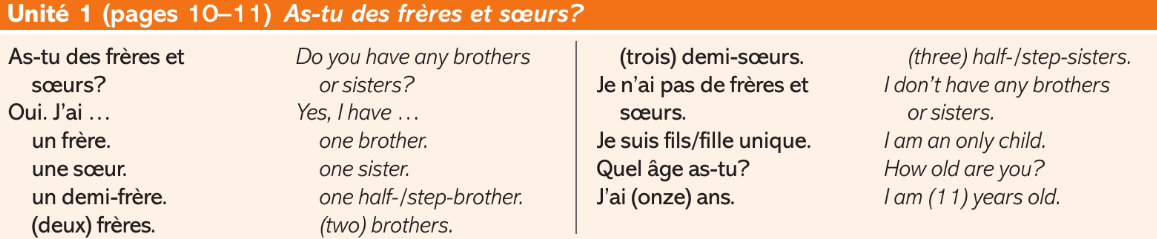 Unité 1 (pages 10–11) As-tu des frères et sœurs?
As-tu des frères et Do you have any brothers
sœurs? or sisters?
Oui. J'ai … Yes, I have …
un frère. one brother.
une sœur. one sister.
un demi-frère. one half-/step-brother.
(deux) frères. (two) brothers.
(trois) demi-sœurs. (three) half-/step-sisters.
Je n'ai pas de frères et I don't have any brothers
sœurs. or sisters.
Je suis fils/fille unique. I am an only child.
Quel âge as-tu? How old are you?
J'ai (onze) ans. I am (11) years old.